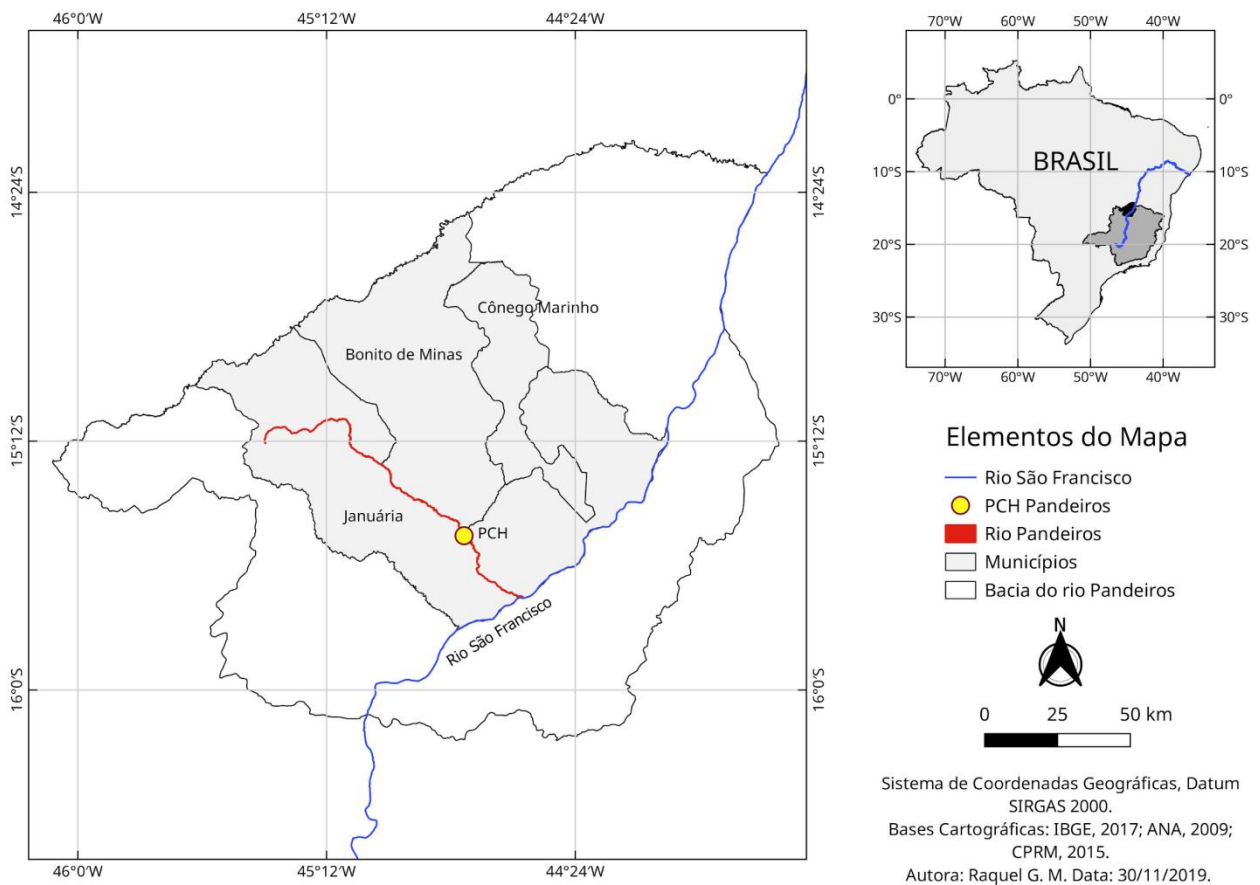 46°0′W 45°12′W 44°24′W
14°24′S 14°24′S
Cônego Marinho
Bonito de Minas
15°12′S 15°12′S
Januária
PCH
Rio São Francisco
16°0′S 16°0′S
46°0′W 45°12′W 44°24′W
70°W 60°W 50°W 40°W
0° 0°
BRASIL
10°S 10°S
20°S 20°S
30°S 30°S
70°W 60°W 50°W 40°W
Elementos do Mapa
Rio São Francisco
PCH Pandeiros
Rio Pandeiros
Municípios
Bacia do rio Pandeiros
N
0 25 50 km
Sistema de Coordenadas Geográficas, Datum
SIRGAS 2000.
Bases Cartográficas: IBGE, 2017; ANA, 2009;
CPRM, 2015.
Autora: Raquel G. M. Data: 30/11/2019.